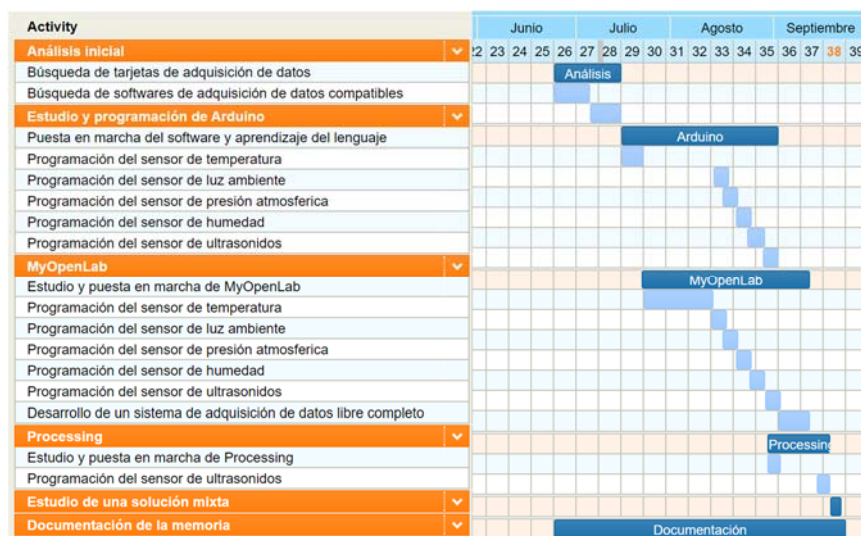 Activity
Junio Julio Agosto Septiembre
22 23 24 25 26 27 28 29 30 31 32 33 34 35 36 37 38 39
Análisis inicial
Búsqueda de tarjetas de adquisición de datos
Análisis
Búsqueda de softwares de adquisición de datos compatibles
Estudio y programación de Arduino
Puesta en marcha del software y aprendizaje del lenguaje
Arduino
Programación del sensor de temperatura
Programación del sensor de luz ambiente
Programación del sensor de presión atmosferica
Programación del sensor de humedad
Programación del sensor de ultrasonidos
MyOpenLab
Estudio y puesta en marcha de MyOpenLab
MyOpenLab
Programación del sensor de temperatura
Programación del sensor de luz ambiente
Programación del sensor de presión atmosferica
Programación del sensor de humedad
Programación del sensor de ultrasonidos
Desarrollo de un sistema de adquisición de datos libre completo
Processing
Processing
Estudio y puesta en marcha de Processing
Programación del sensor de ultrasonidos
Estudio de una solución mixta
Documentación de la memoria
Documentación